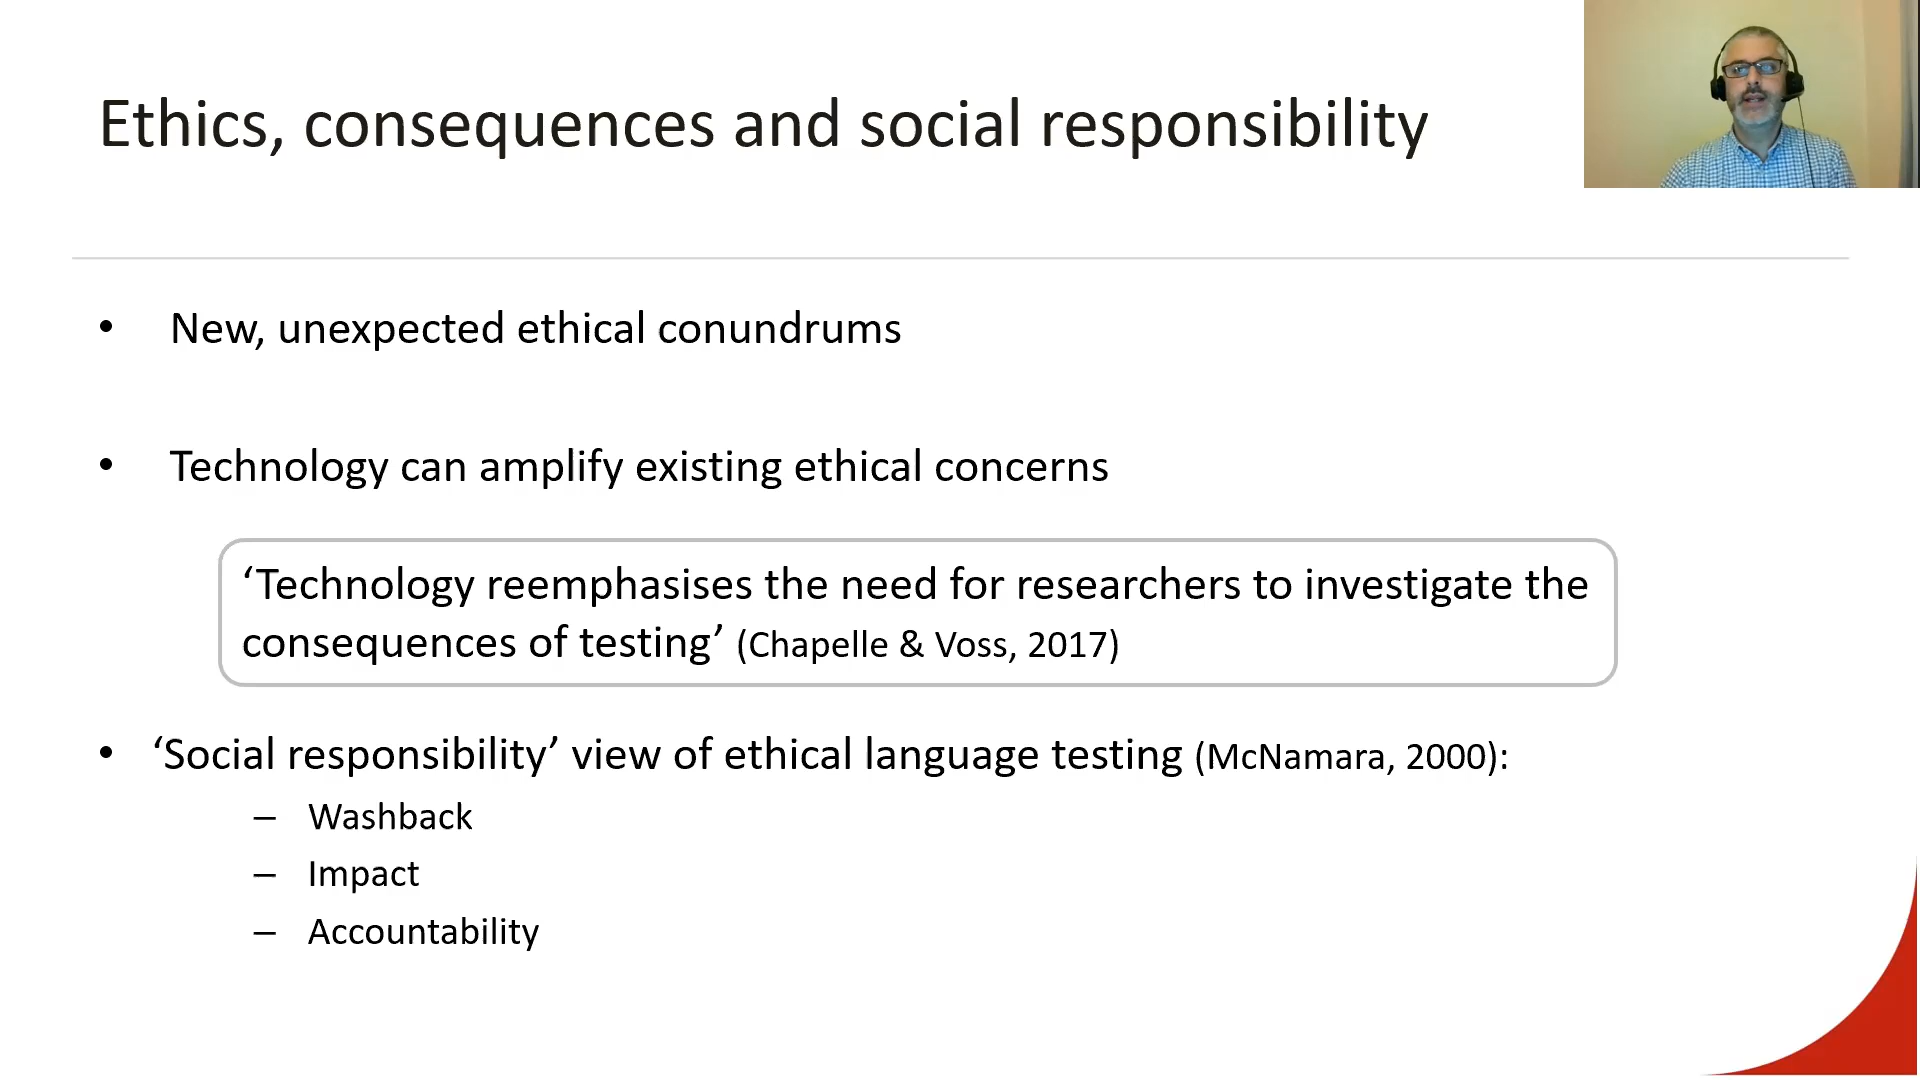 Ethics, consequences and social responsibility
• New, unexpected ethical conundrums
• Technology can amplify existing ethical concerns
‘Technology reemphasises the need for researchers to investigate the
consequences of testing’ (Chapelle & Voss, 2017)
• ‘Social responsibility’ view of ethical language testing (McNamara, 2000):
– Washback
– Impact
– Accountability